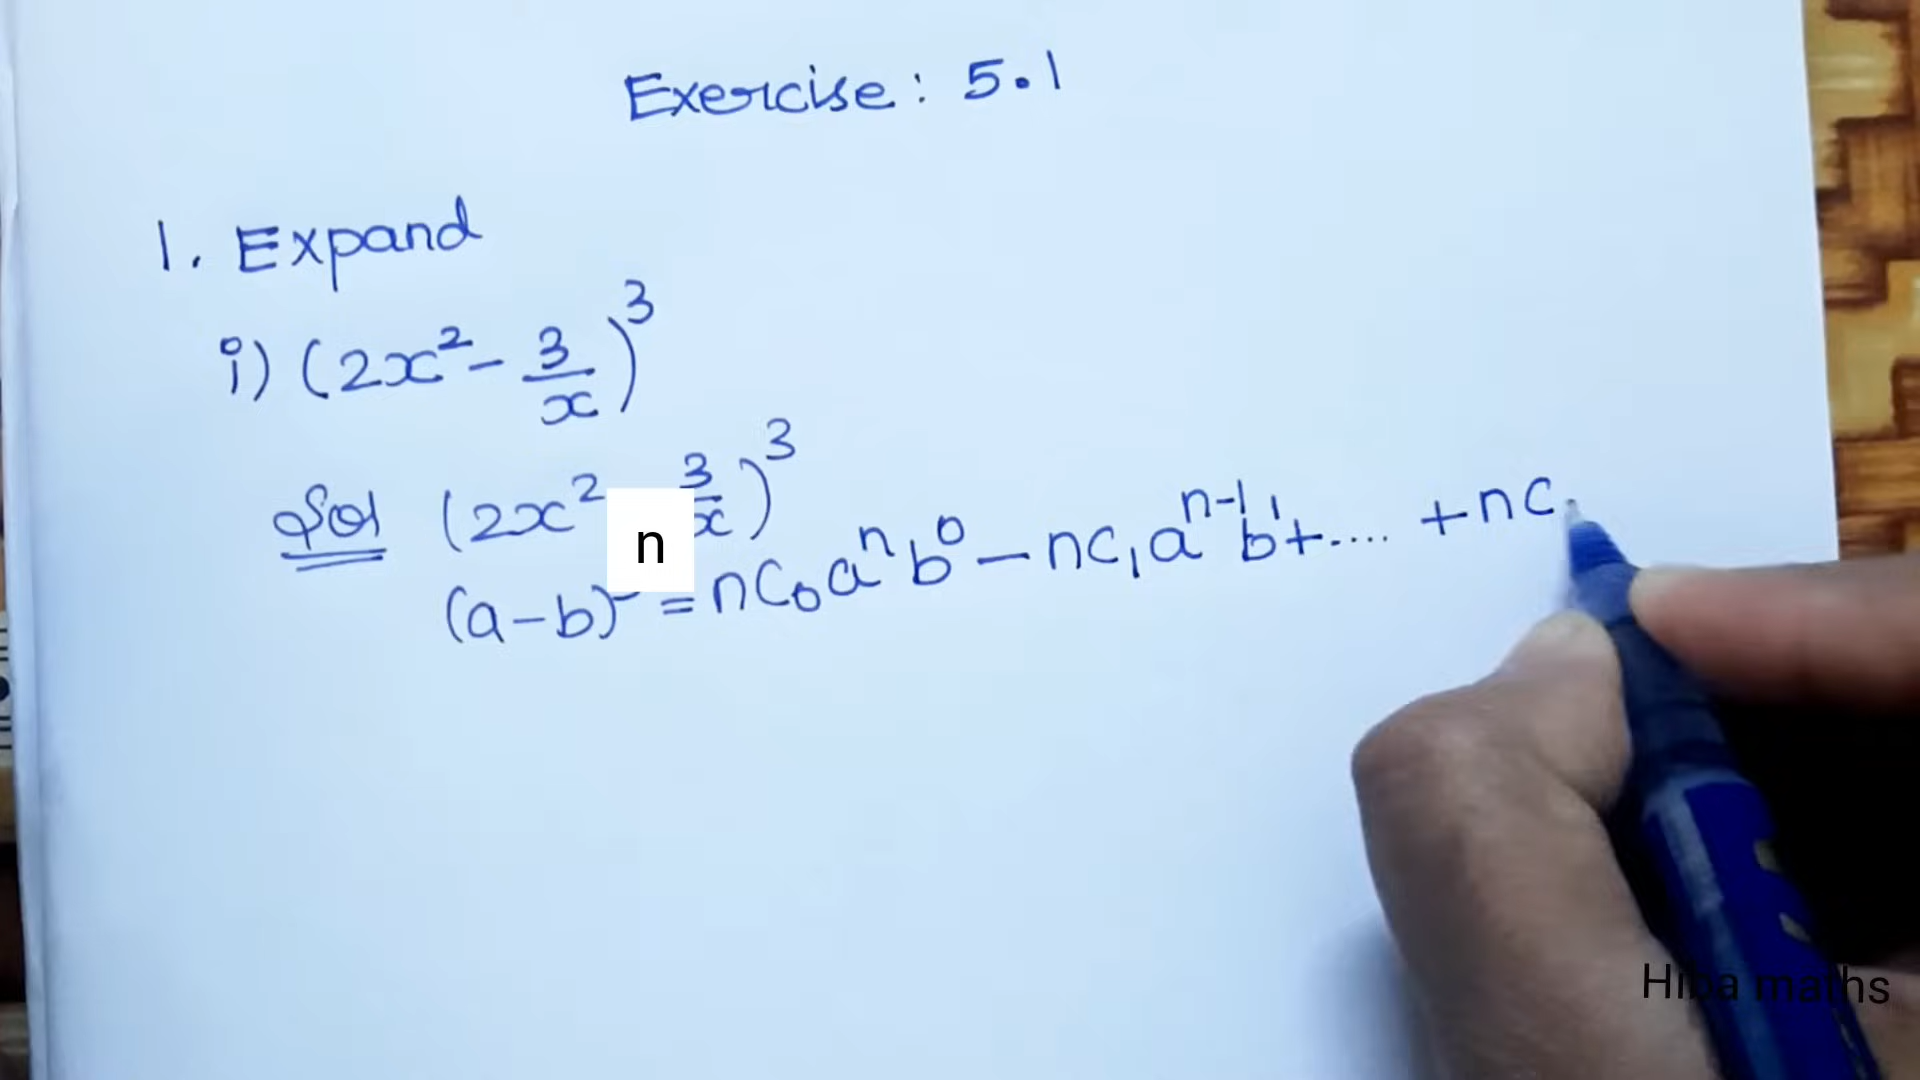 Exercise: 5.1
1. Expand
i) (2x² - 3/x)³
Sol (2x² 3/x)³
n
(a-b) = nC₀aⁿb⁰ - nC₁aⁿ⁻¹b¹+.... +nC
Hiba maths